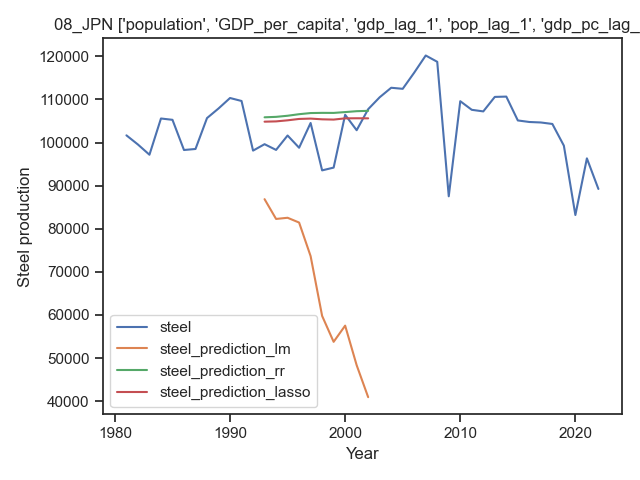 08_JPN ['population', 'GDP_per_capita', 'gdp_lag_1', 'pop_lag_1', 'gdp_pc_lag_
120000
110000
100000
90000
80000
70000
60000
50000
40000
Steel production
steel
steel_prediction_lm
steel_prediction_rr
steel_prediction_lasso
1980
1990
2000
2010
2020
Year